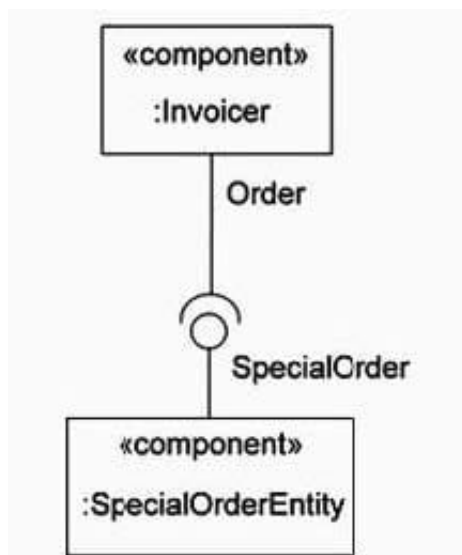 «component»
:Invoicer
Order
SpecialOrder
«component»
:SpecialOrderEntity